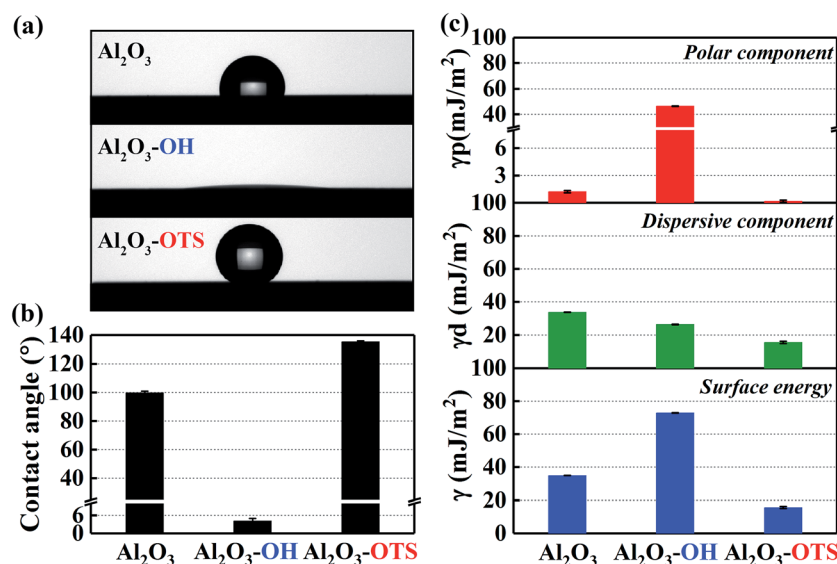 (a)
Al₂O₃
Al₂O₃-OH
Al₂O₃-OTS
(b)
Contact angle (°)
140
120
100
80
60
40
6
0
Al₂O₃ Al₂O₃-OH Al₂O₃-OTS
(c)
γp(mJ/m²)
100
80
60
40
6
3
Polar component
γd (mJ/m²)
100
80
60
40
20
Dispersive component
γ (mJ/m²)
100
80
60
40
20
0
Surface energy
Al₂O₃ Al₂O₃-OH Al₂O₃-OTS